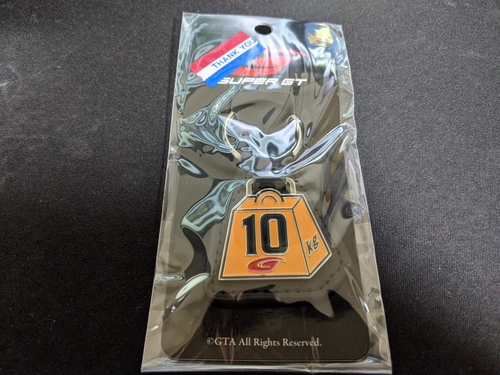 THANK YOU
SUPER GT
10
kg
©GTA All Rights Reserved.